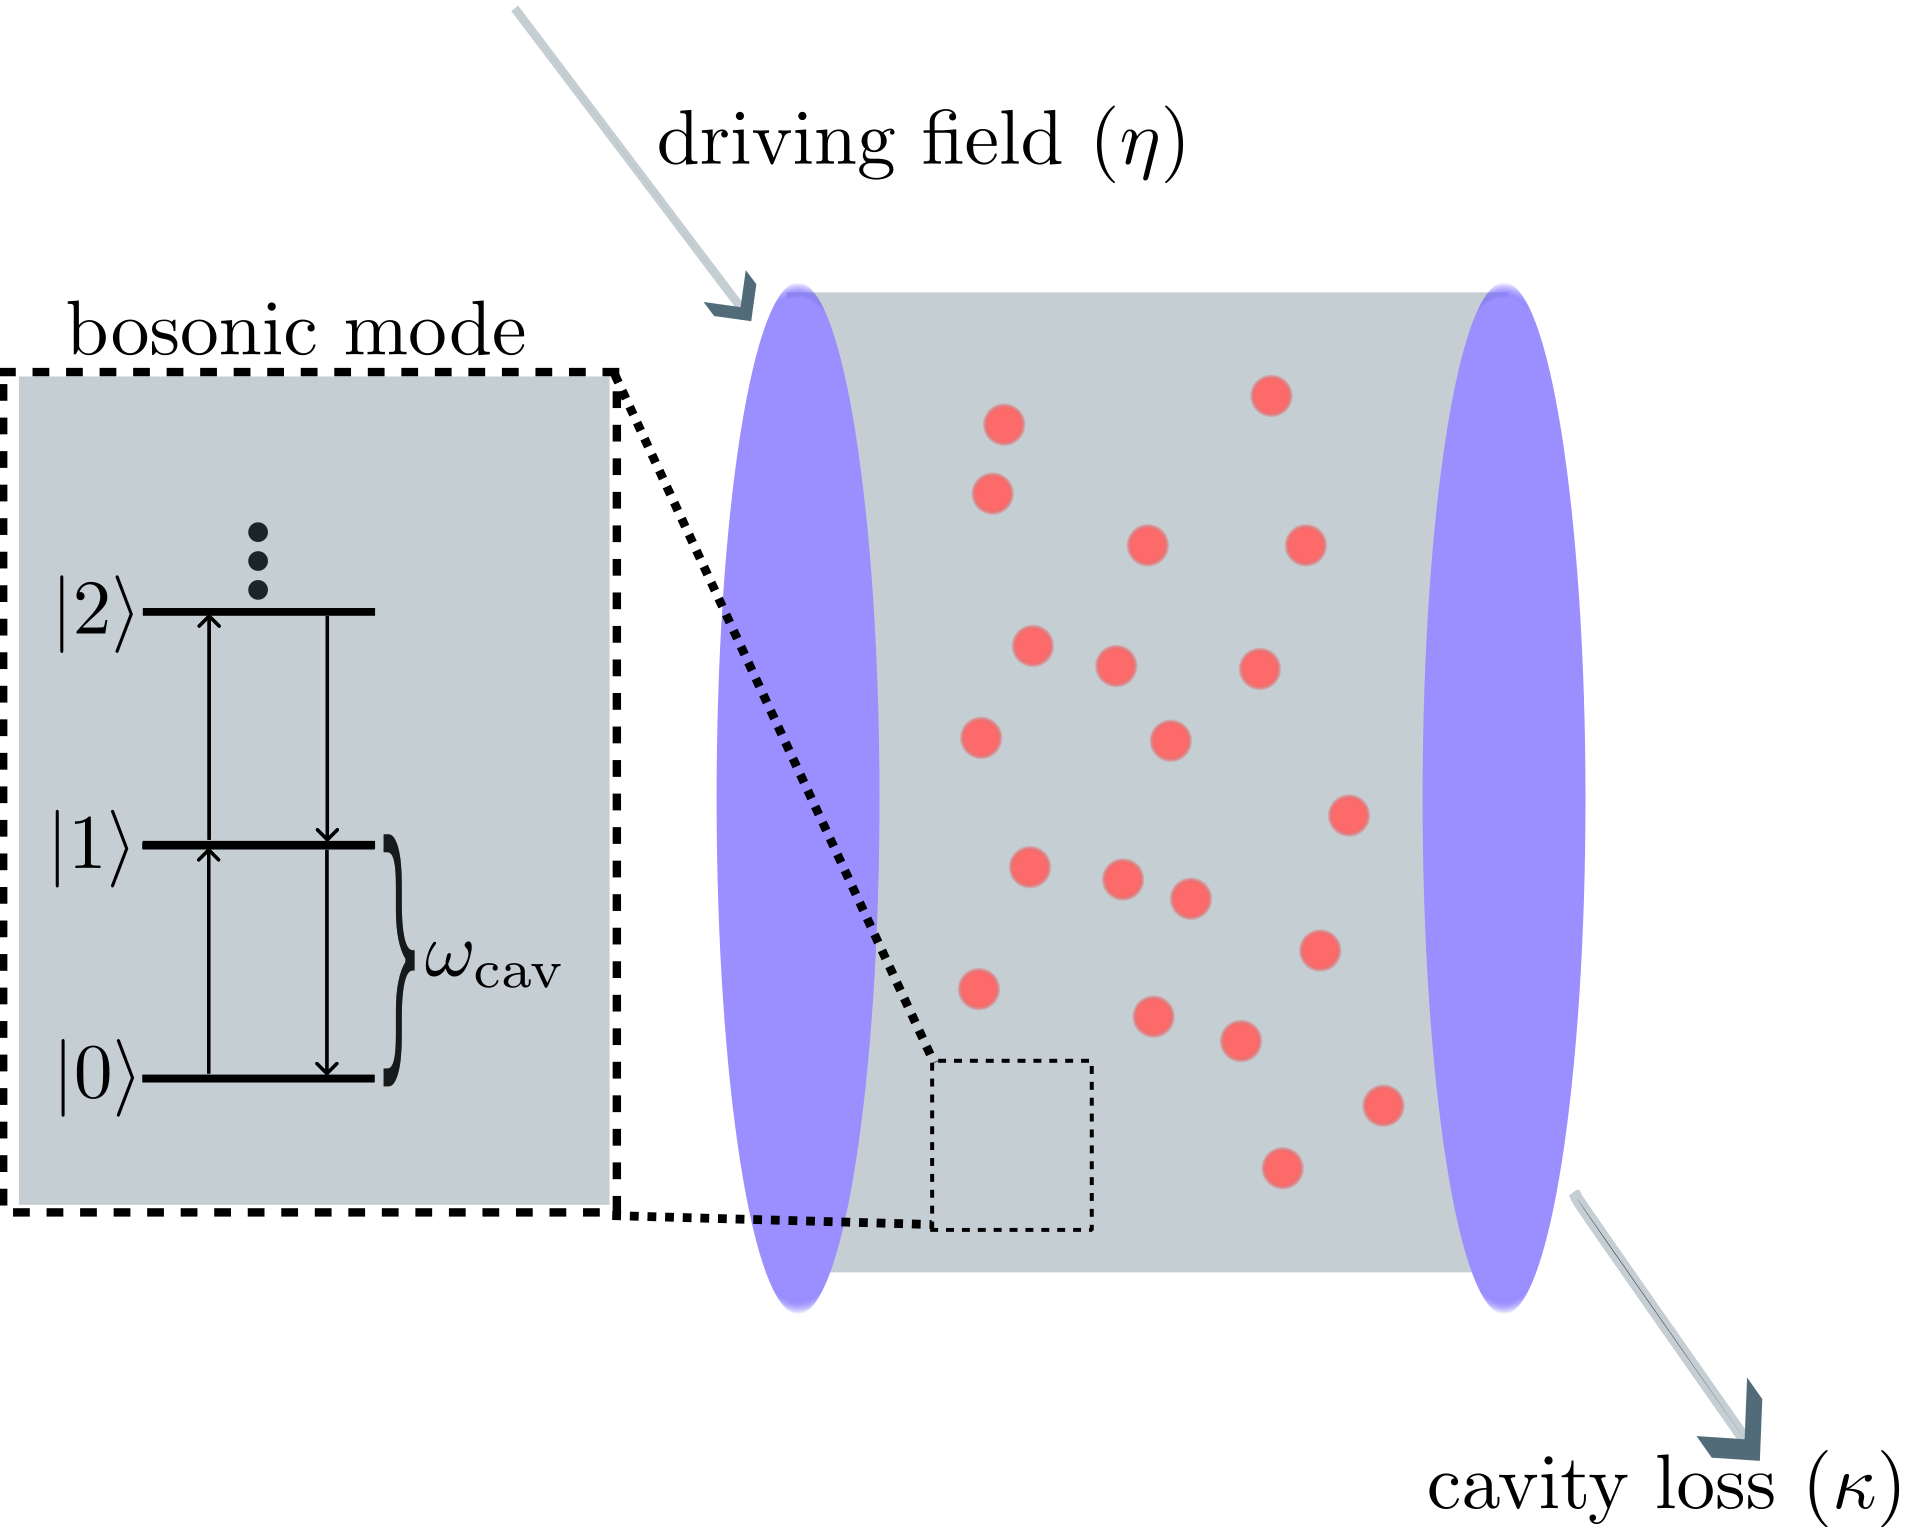 driving field (η)
bosonic mode
|2⟩
|1⟩
ω_cav
|0⟩
cavity loss (κ)